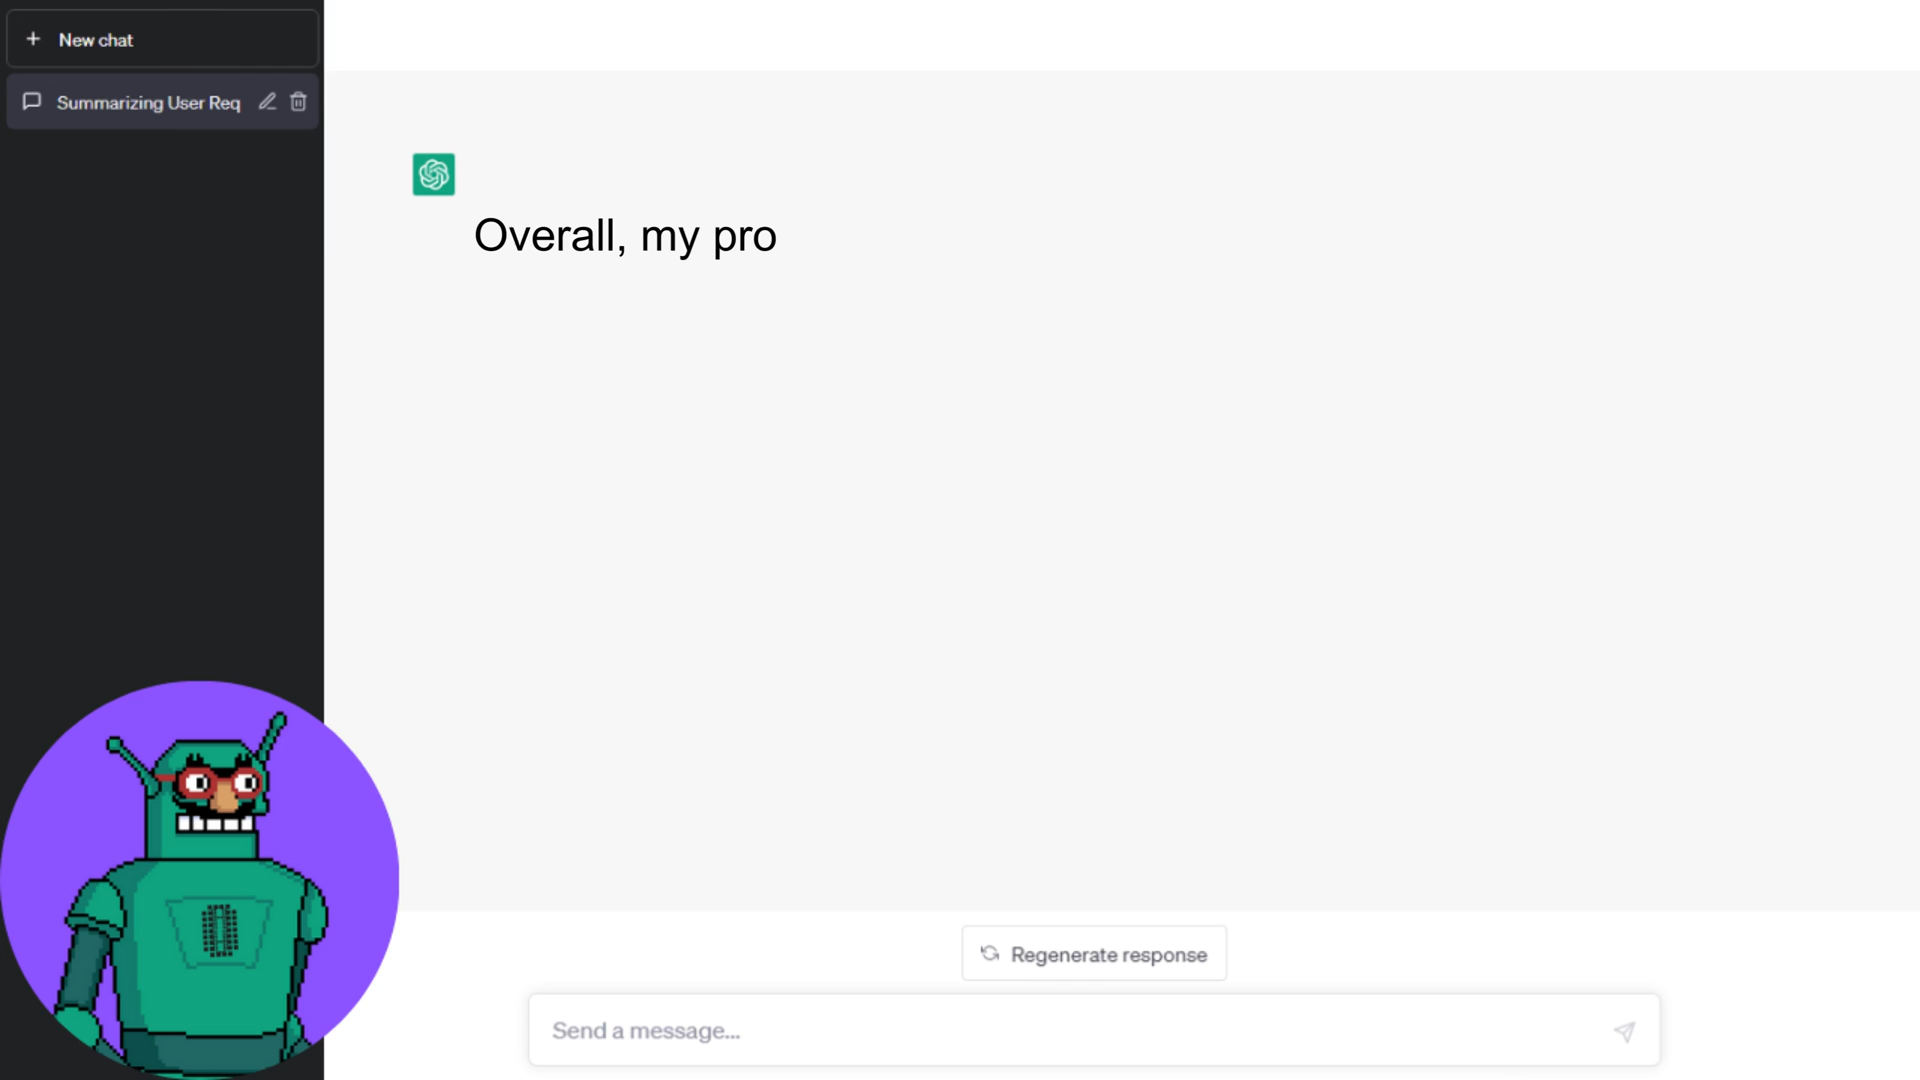 New chat
Summarizing User Req
Overall, my pro
Regenerate response
Send a message...